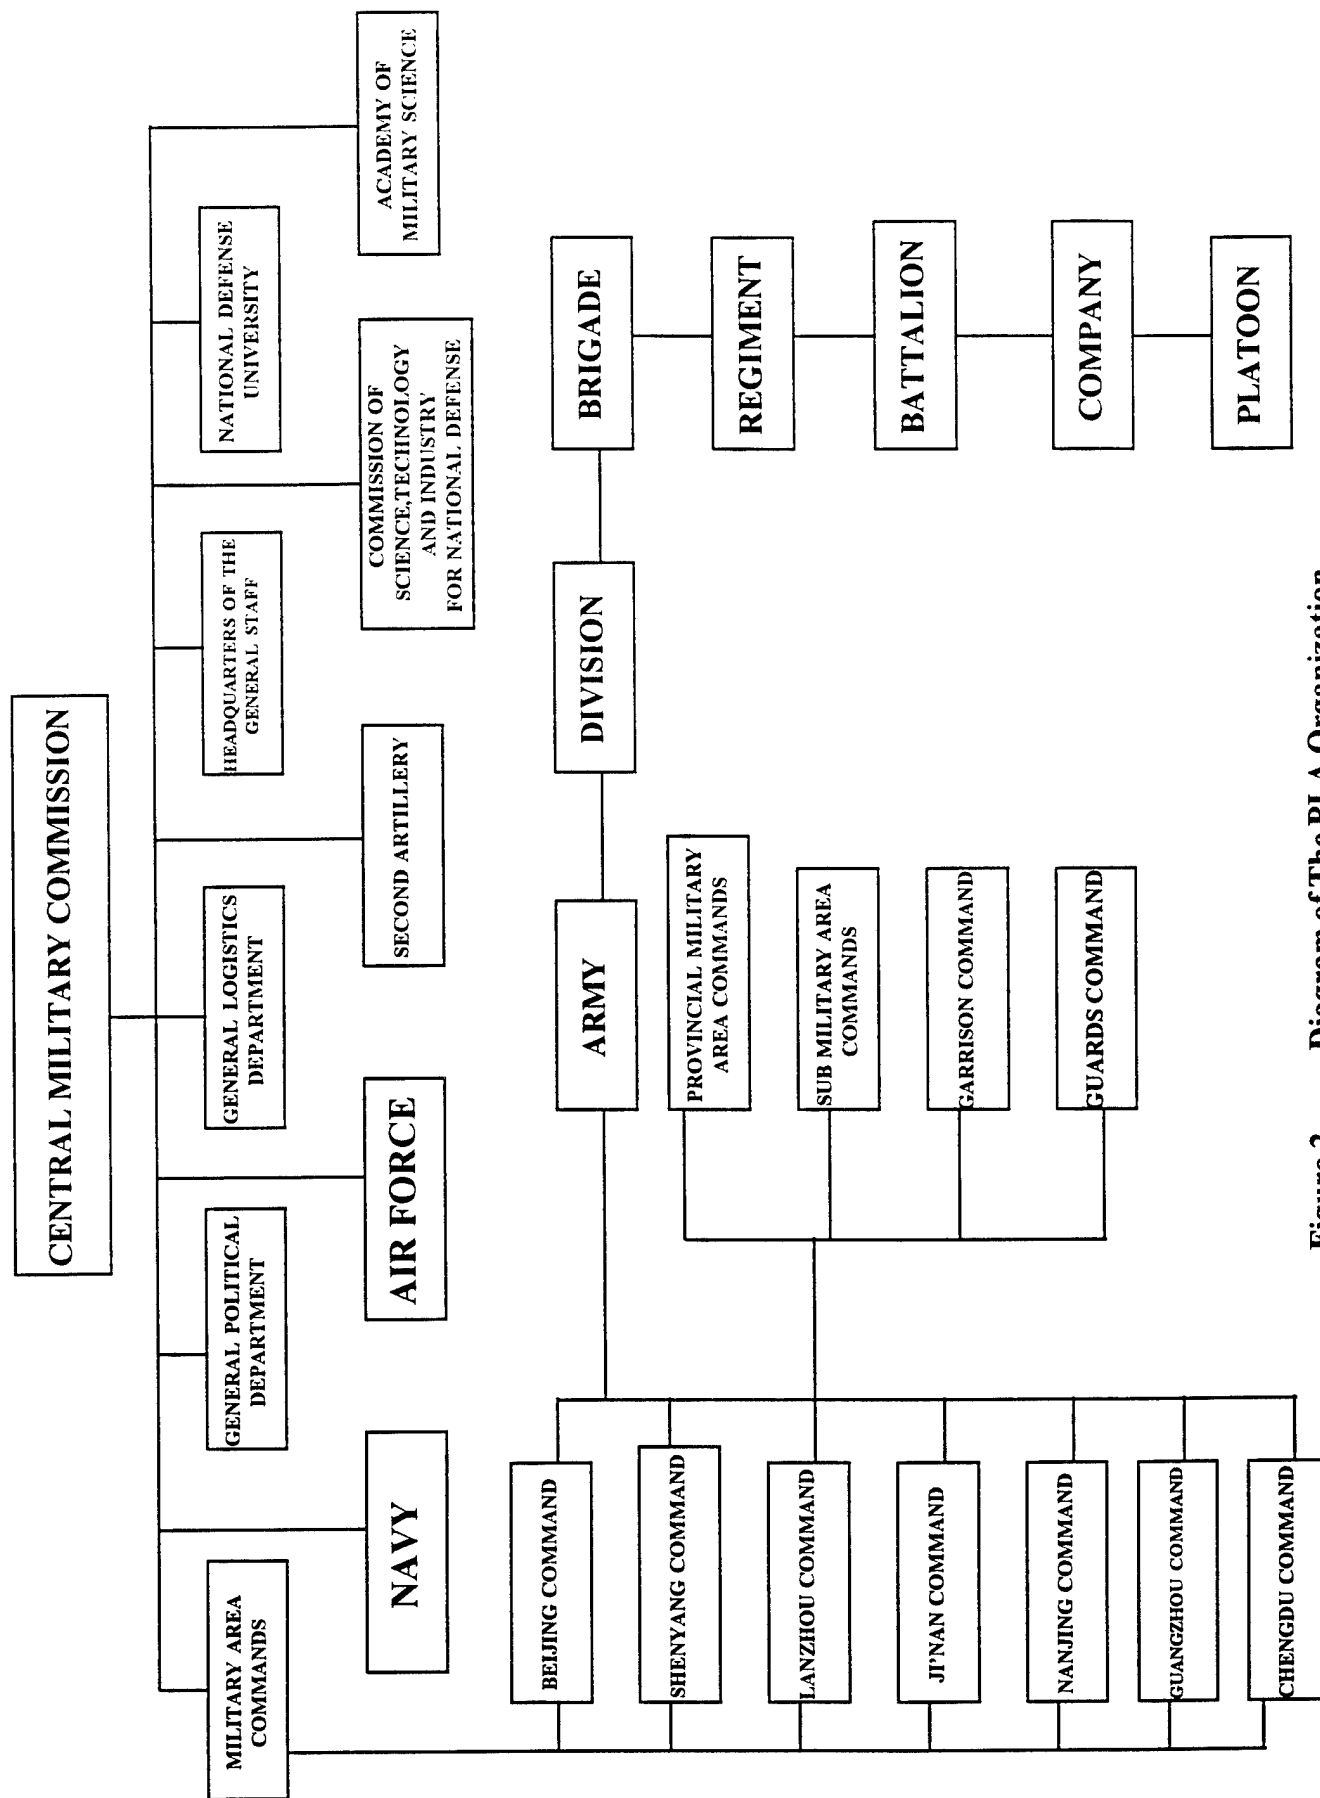 CENTRAL MILITARY COMMISSION
MILITARY AREA
COMMANDS
GENERAL POLITICAL
DEPARTMENT
GENERAL LOGISTICS
DEPARTMENT
HEADQUARTERS OF THE
GENERAL STAFF
NATIONAL DEFENSE
UNIVERSITY
NAVY
AIR FORCE
SECOND ARTILLERY
COMMISSION OF
SCIENCE,TECHNOLOGY
AND INDUSTRY
FOR NATIONAL DEFENSE
ACADEMY OF
MILITARY SCIENCE
BEIJING COMMAND
SHENYANG COMMAND
LANZHOU COMMAND
JI'NAN COMMAND
NANJING COMMAND
GUANGZHOU COMMAND
CHENGDU COMMAND
ARMY
DIVISION
BRIGADE
REGIMENT
BATTALION
COMPANY
PLATOON
PROVINCIAL MILITARY
AREA COMMANDS
SUB MILITARY AREA
COMMANDS
GARRISON COMMAND
GUARDS COMMAND
Figure 2 Diagram of The PLA Organization